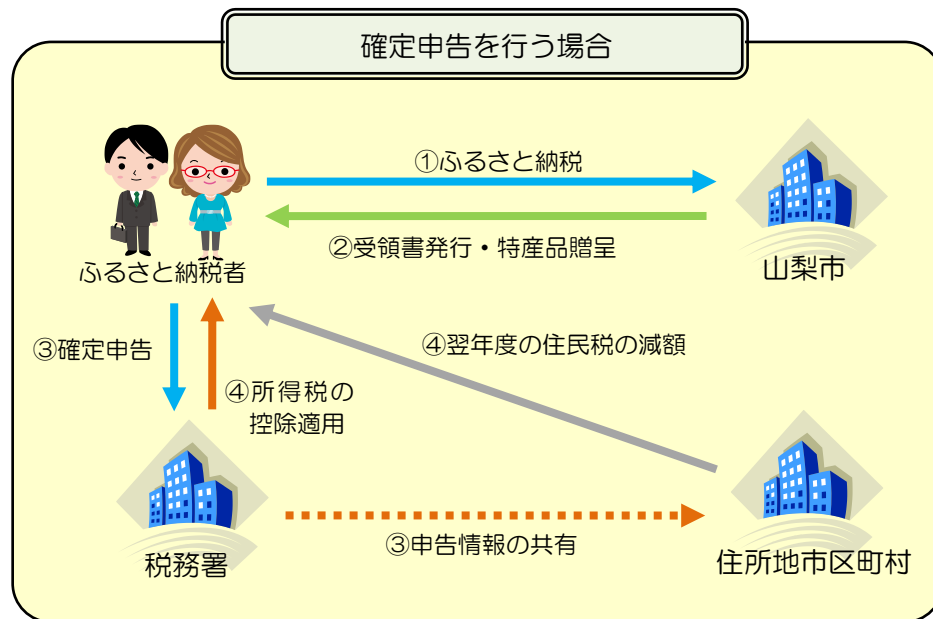 確定申告を行う場合
①ふるさと納税
②受領書発行・特産品贈呈
ふるさと納税者
山梨市
③確定申告
④翌年度の住民税の減額
④所得税の
控除適用
③申告情報の共有
税務署
住所地市区町村